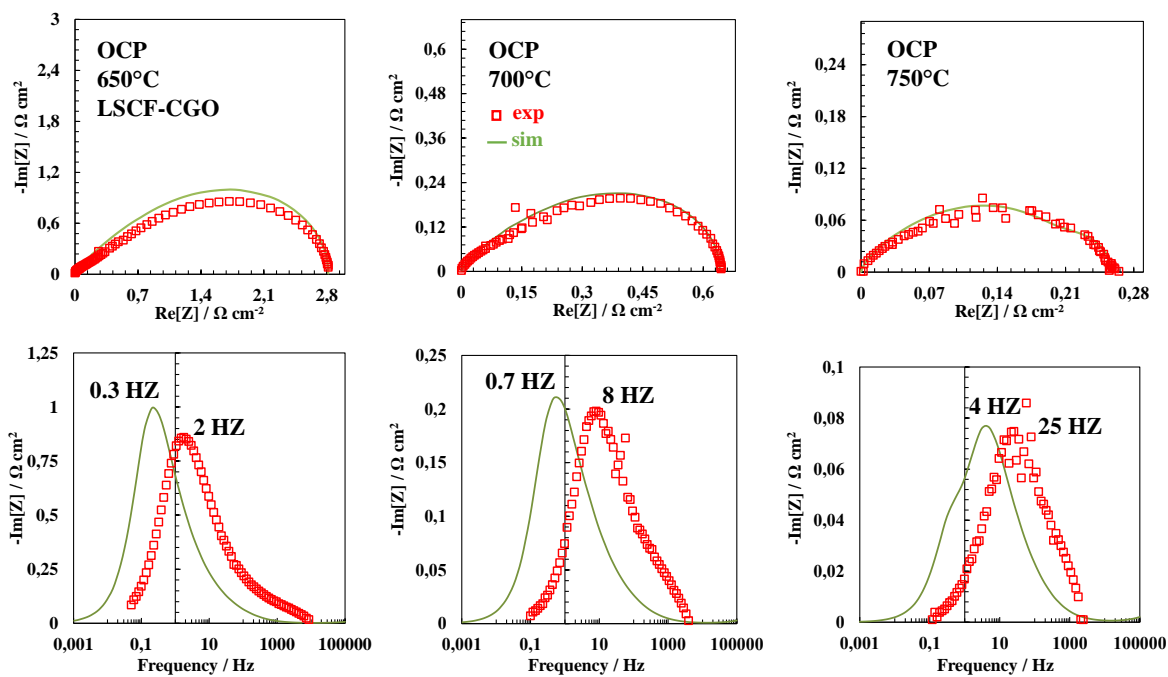 3
2,4
1,8
1,2
0,6
0
-Im[Z] / Ω cm²
OCP
650°C
LSCF-CGO
0
0,7
1,4
2,1
2,8
Re[Z] / Ω cm⁻²
0,6
0,48
0,36
0,24
0,12
0
-Im[Z] / Ω cm²
OCP
700°C
exp
sim
0
0,15
0,3
0,45
0,6
Re[Z] / Ω cm⁻²
0,24
0,18
0,12
0,06
0
-Im[Z] / Ω cm²
OCP
750°C
0
0,07
0,14
0,21
0,28
Re[Z] / Ω cm⁻²
1,25
1
0,75
0,5
0,25
0
-Im[Z] / Ω cm²
0.3 HZ
2 HZ
0,001
0,1
10
1000
100000
Frequency / Hz
0,25
0,2
0,15
0,1
0,05
0
-Im[Z] / Ω cm²
0.7 HZ
8 HZ
0,001
0,1
10
1000
100000
Frequency / Hz
0,1
0,08
0,06
0,04
0,02
0
-Im[Z] / Ω cm²
4 HZ
25 HZ
0,001
0,1
10
1000
100000
Frequency / Hz